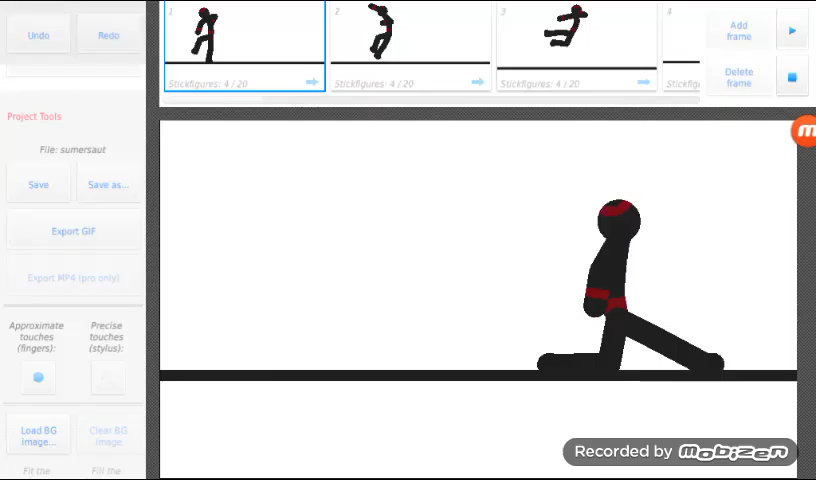 Undo
Redo
1
2
3
4
Stickfigures: 4 / 20
Stickfigures: 4 / 20
Stickfigures: 4 / 20
Stickfig
Add
frame
Delete
frame
Project Tools
File: sumersaut
Save
Save as...
Export GIF
Export MP4 (pro only)
Approximate
touches
(fingers):
Precise
touches
(stylus):
Load BG
image...
Clear BG
image
Fit the
Fill the
m
Recorded by mobizen